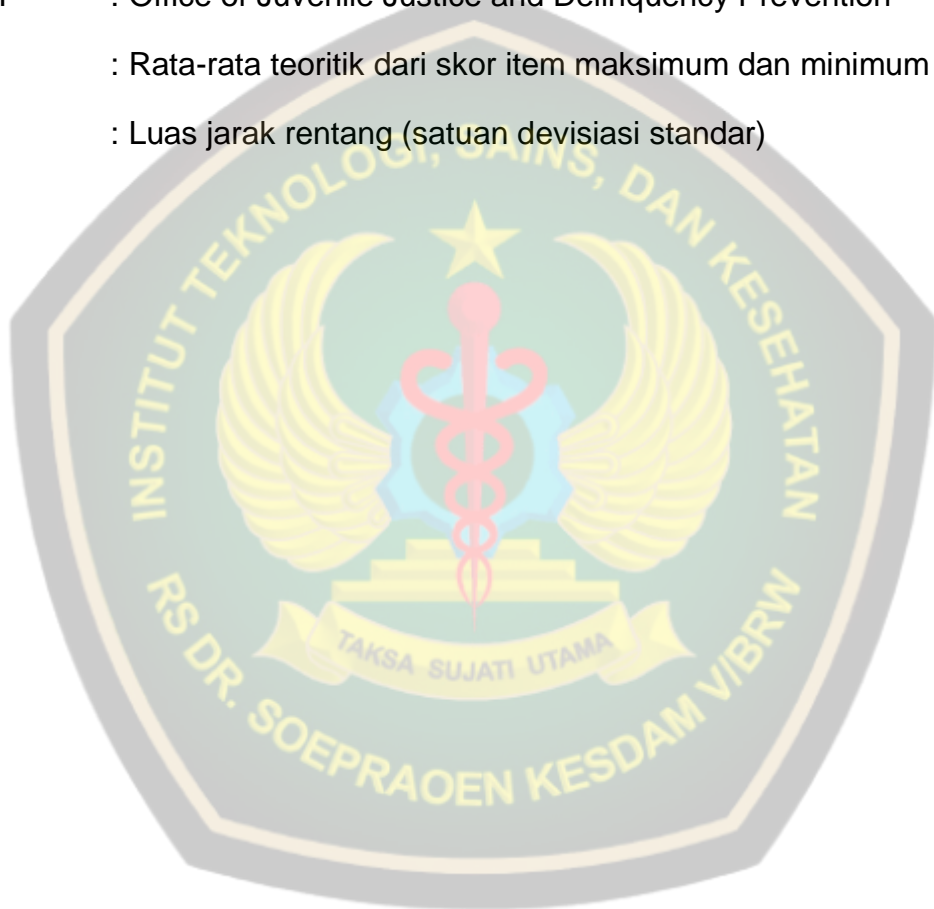 : Office of Juvenile Justice and Delinquency Prevention
: Rata-rata teoritik dari skor item maksimum dan minimum
: Luas jarak rentang (satuan devisiasi standar)
INSTITUT TEKNOLOGI, SAINS, DAN KESEHATAN
TAKSA SUJATI UTAMA
RS DR. SOEPRAOEN KESDAM V/BRW